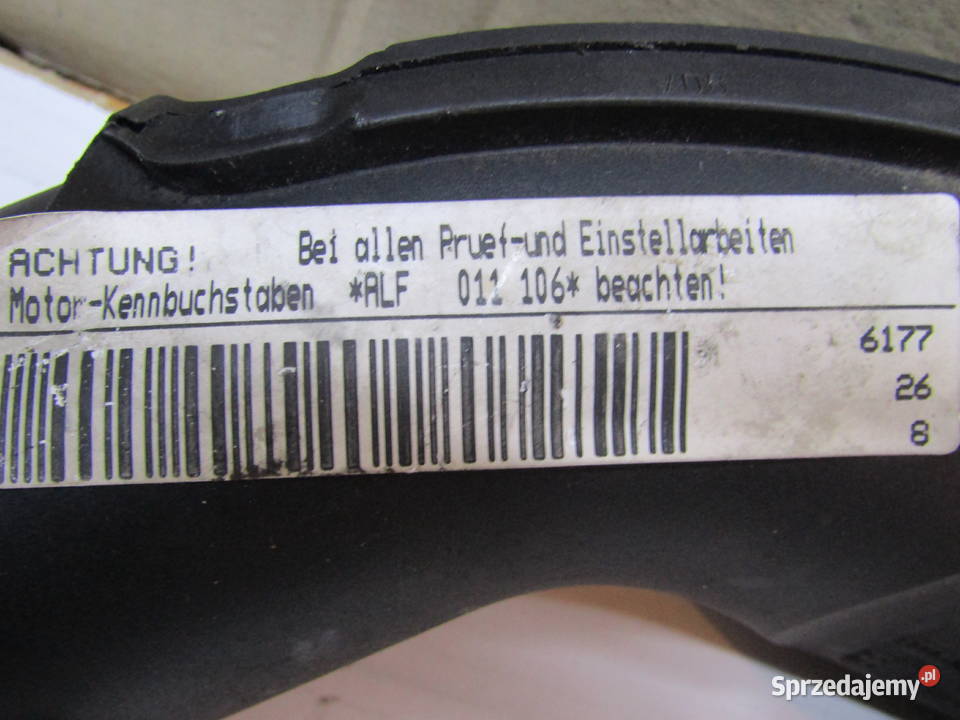 ACHTUNG! Bei allen Pruef-und Einstellarbeiten
Motor-Kennbuchstaben *ALF 011 106* beachten!
6177
26
8
Sprzedajemy.pl